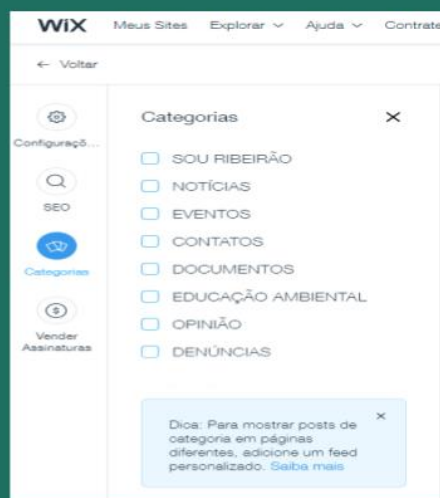 WiX Meus Sites Explorar Ajuda Contrate
← Voltar
Configuraçõ...
SEO
Categorias
Vender
Assinaturas
Categorias
SOU RIBEIRÃO
NOTÍCIAS
EVENTOS
CONTATOS
DOCUMENTOS
EDUCAÇÃO AMBIENTAL
OPINIÃO
DENÚNCIAS
Dica: Para mostrar posts de
categoria em páginas
diferentes, adicione um feed
personalizado. Saiba mais